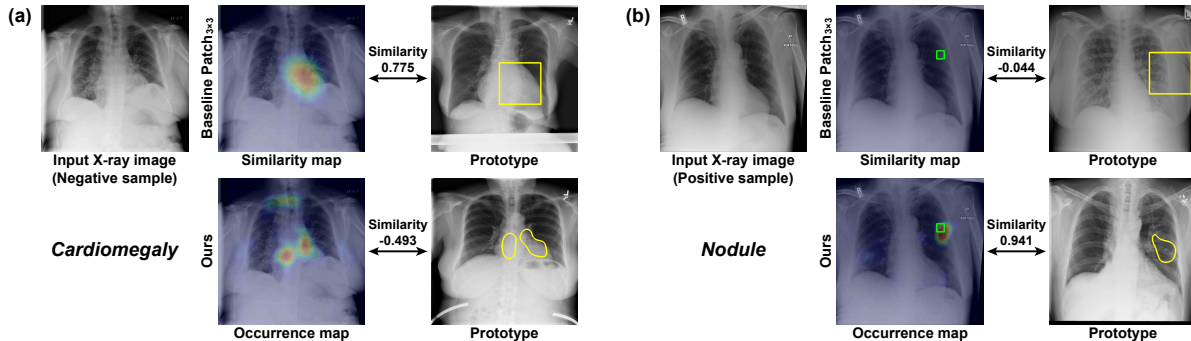 (a)
Baseline Patch3×3
Similarity
0.775
Input X-ray image
(Negative sample)
Similarity map
Prototype
Cardiomegaly
Ours
Similarity
-0.493
Occurrence map
Prototype
(b)
Baseline Patch3×3
Similarity
-0.044
Input X-ray image
(Positive sample)
Similarity map
Prototype
Nodule
Ours
Similarity
0.941
Occurrence map
Prototype